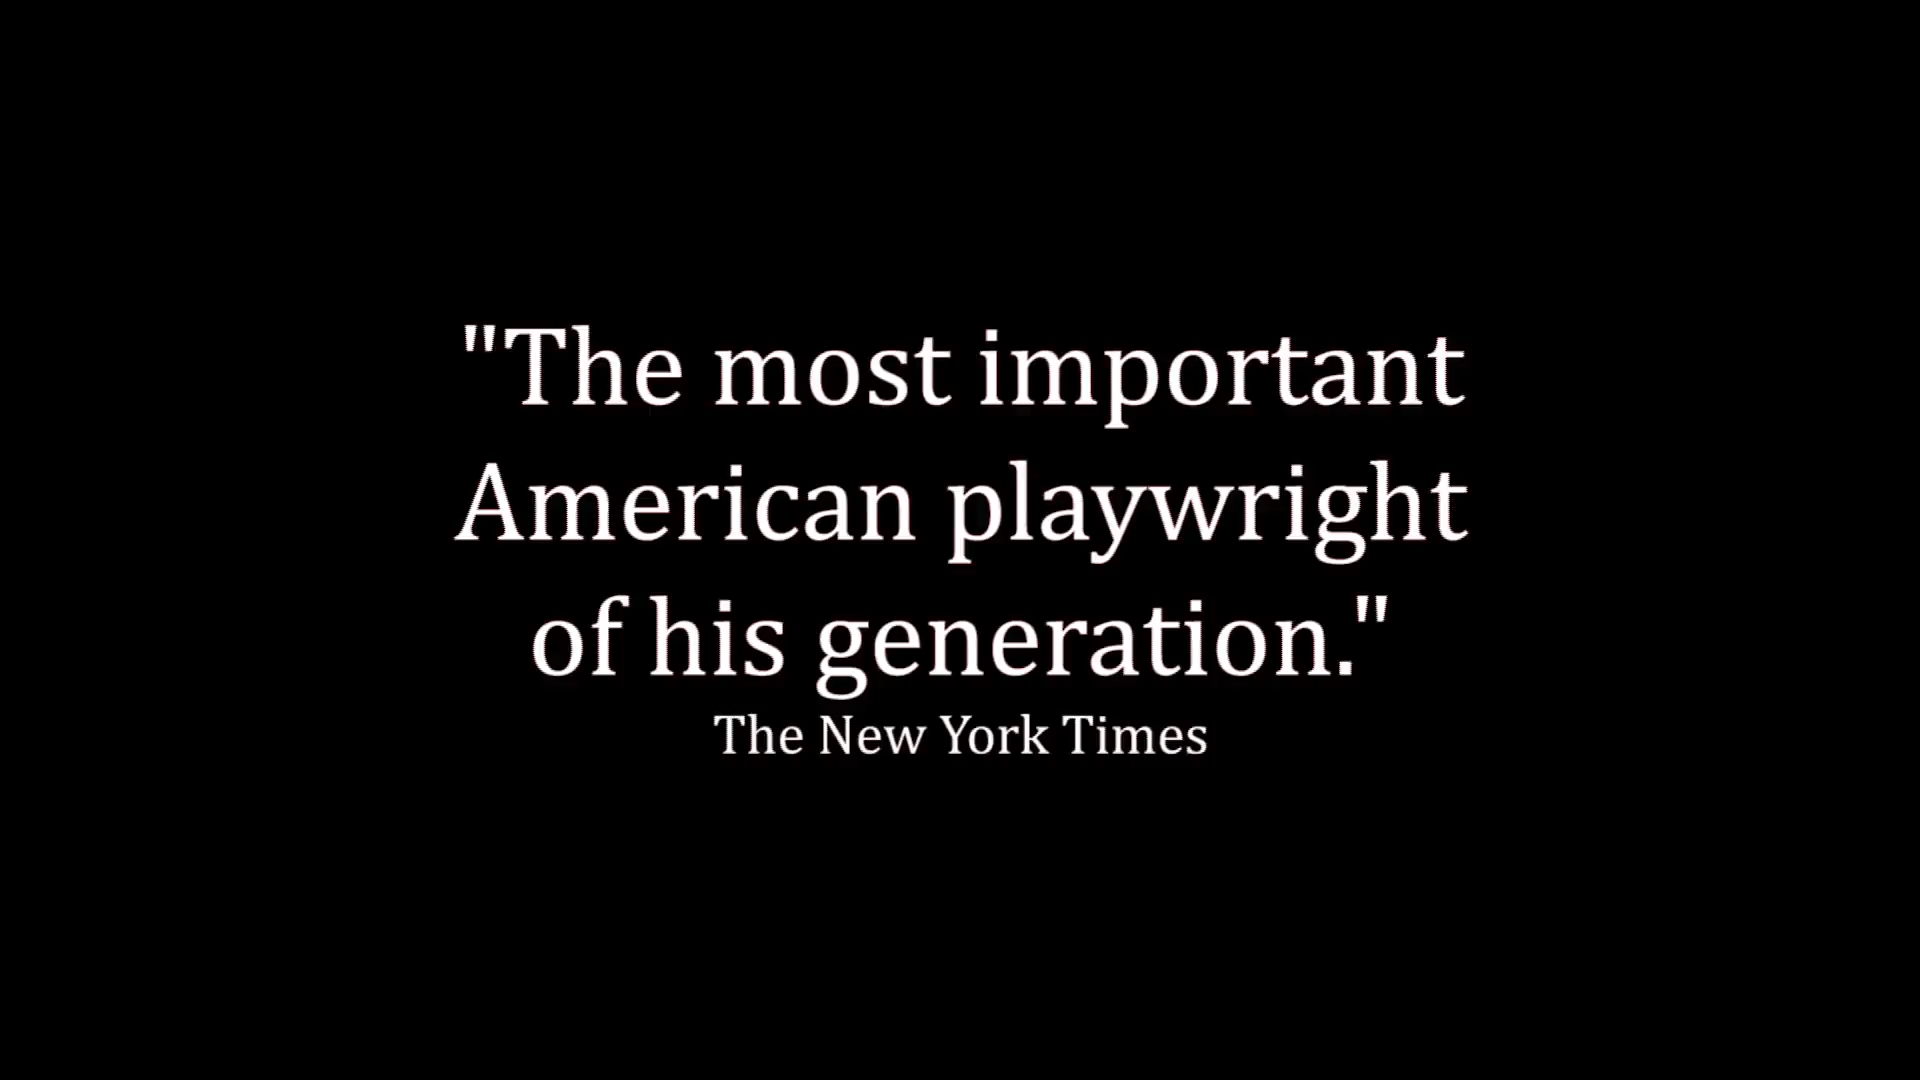 "The most important
American playwright
of his generation."
The New York Times